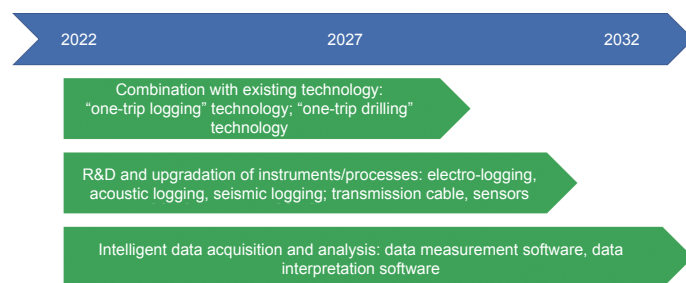 2022 2027 2032
Combination with existing technology:
“one-trip logging” technology; “one-trip drilling”
technology
R&D and upgradation of instruments/processes: electro-logging,
acoustic logging, seismic logging; transmission cable, sensors
Intelligent data acquisition and analysis: data measurement software, data
interpretation software